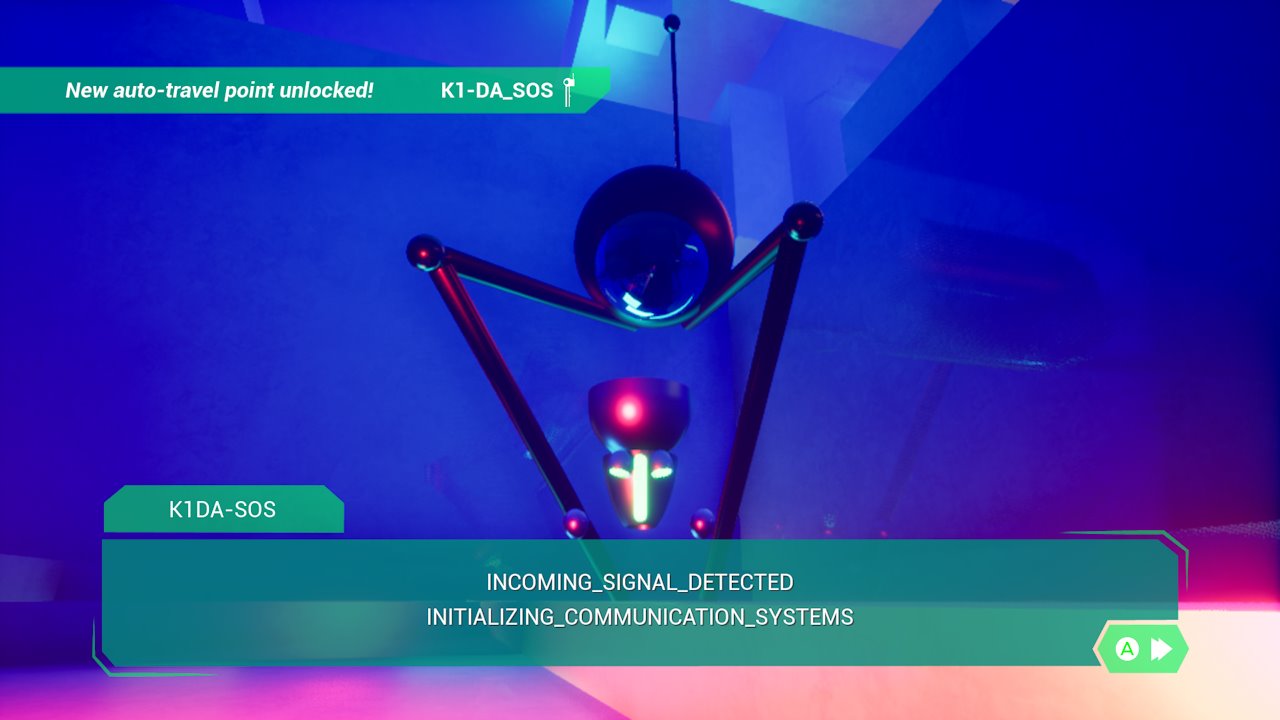 New auto-travel point unlocked! K1-DA_SOS
K1DA-SOS
INCOMING_SIGNAL_DETECTED
INITIALIZING_COMMUNICATION_SYSTEMS
A